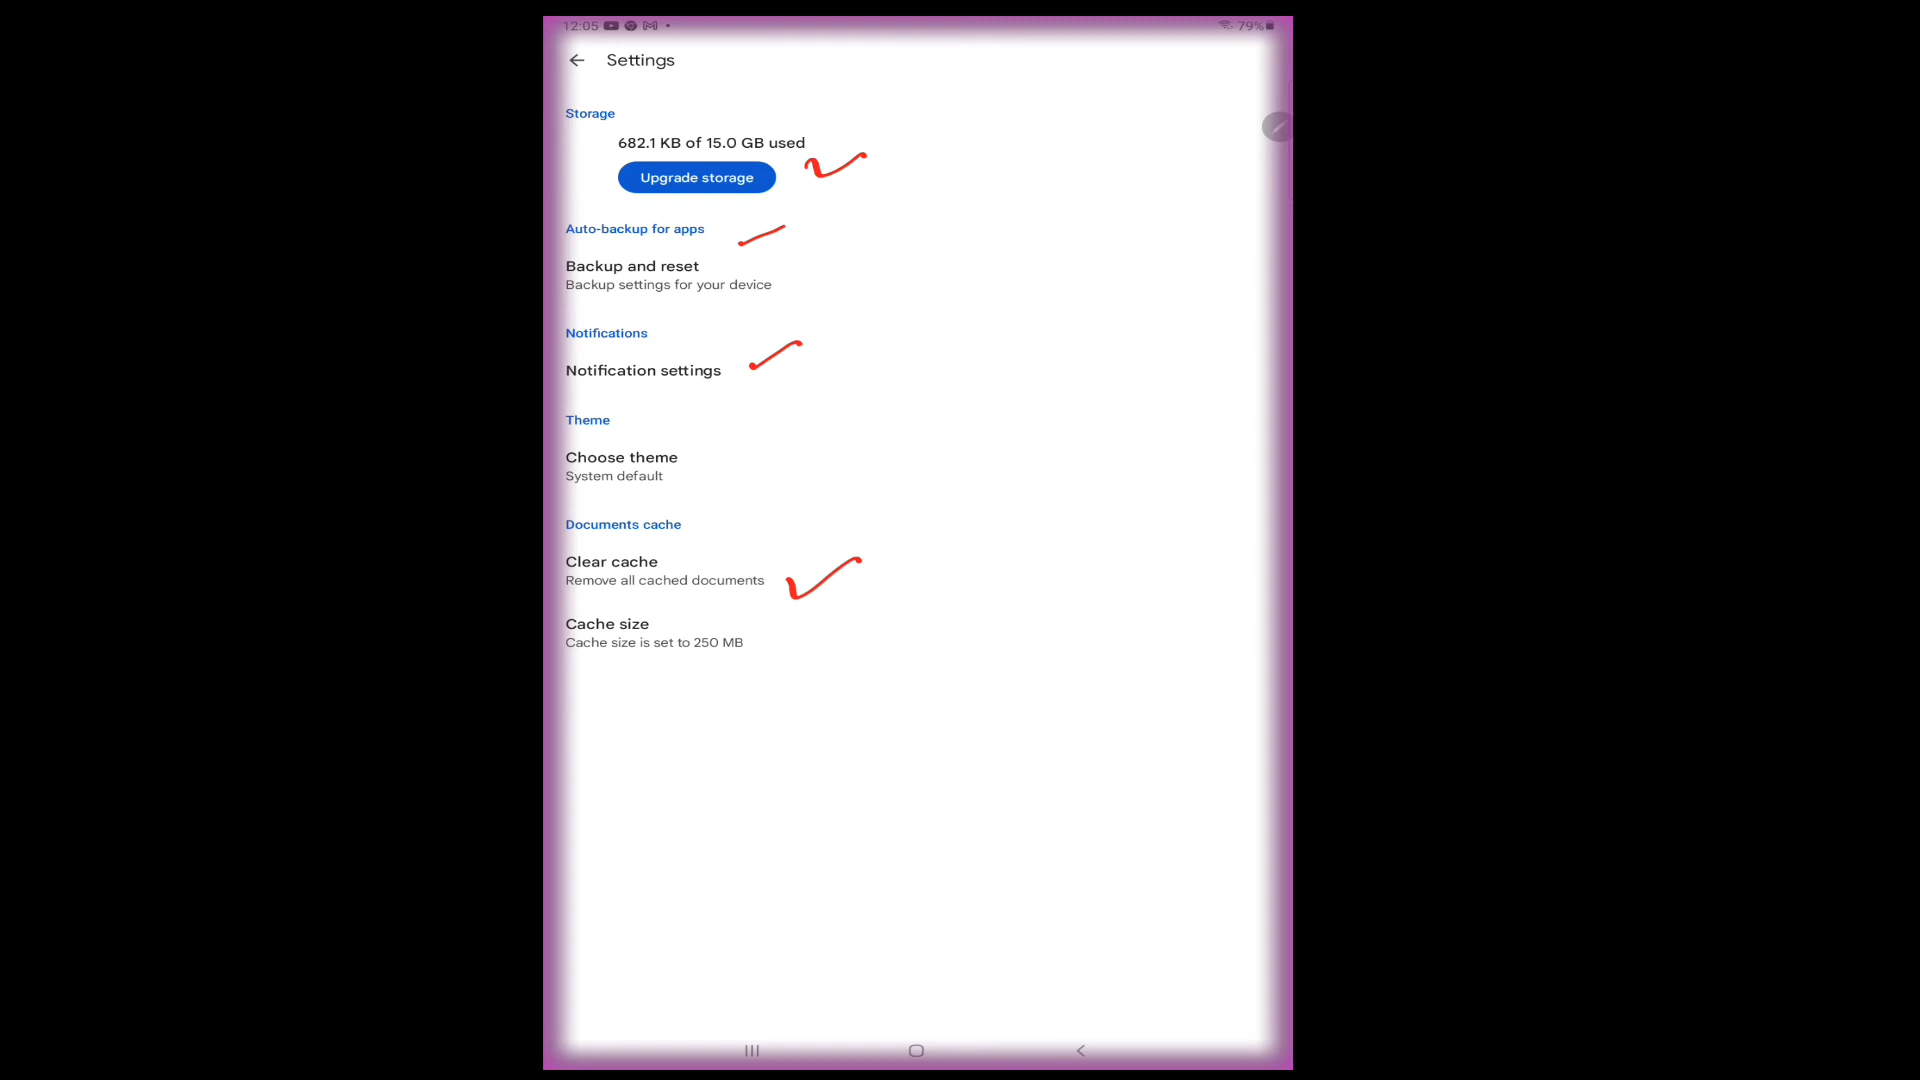 12:05 79%
Settings
Storage
682.1 KB of 15.0 GB used
Upgrade storage
Auto-backup for apps
Backup and reset
Backup settings for your device
Notifications
Notification settings
Theme
Choose theme
System default
Documents cache
Clear cache
Remove all cached documents
Cache size
Cache size is set to 250 MB